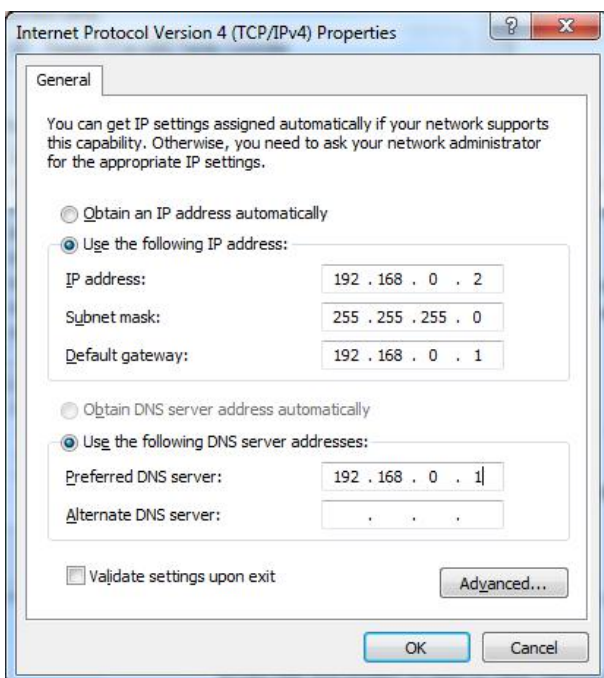 Internet Protocol Version 4 (TCP/IPv4) Properties
?
X
General
You can get IP settings assigned automatically if your network supports
this capability. Otherwise, you need to ask your network administrator
for the appropriate IP settings.
Obtain an IP address automatically
Use the following IP address:
IP address: 192 . 168 . 0 . 2
Subnet mask: 255 . 255 . 255 . 0
Default gateway: 192 . 168 . 0 . 1
Obtain DNS server address automatically
Use the following DNS server addresses:
Preferred DNS server: 192 . 168 . 0 . 1
Alternate DNS server: . . .
Validate settings upon exit
Advanced...
OK Cancel